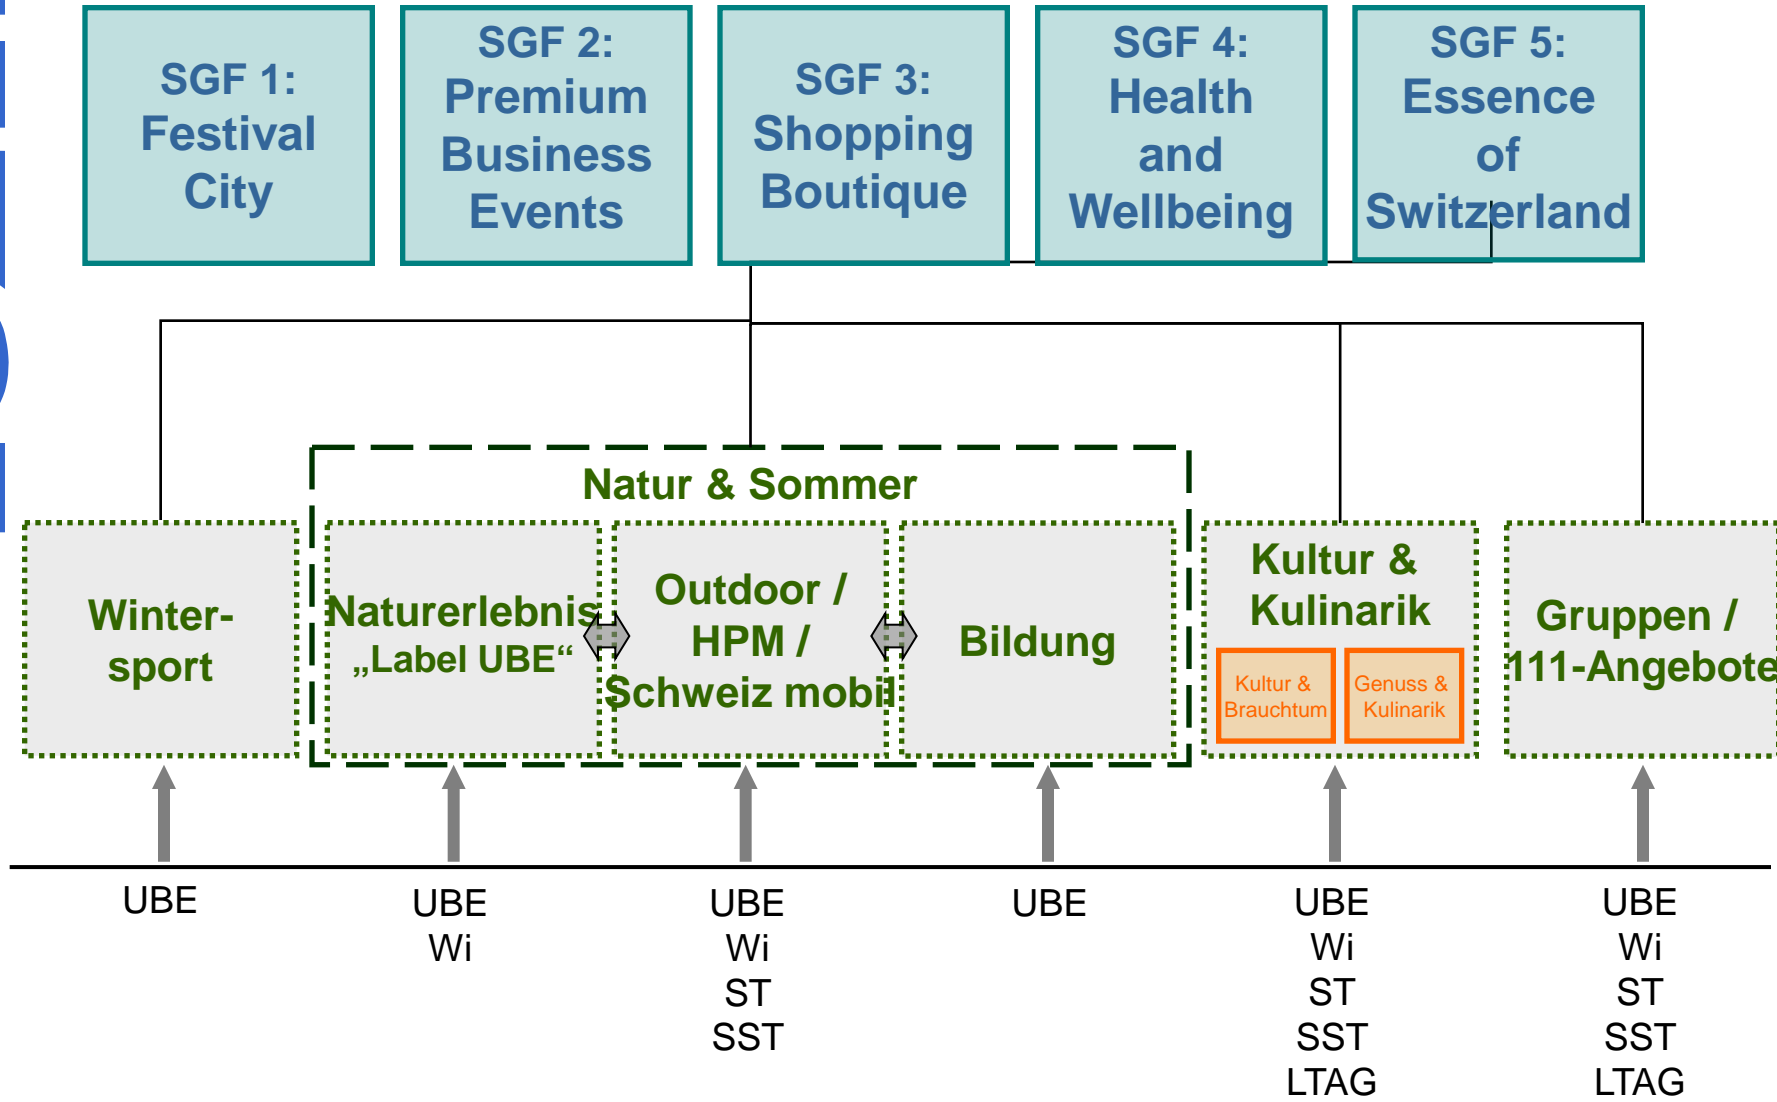 SGF 1:
Festival
City
SGF 2:
Premium
Business
Events
SGF 3:
Shopping
Boutique
SGF 4:
Health
and
Wellbeing
SGF 5:
Essence
of
Switzerland
Natur & Sommer
Winter-
sport
Naturerlebnis
„Label UBE“
Outdoor /
HPM /
Schweiz mobil
Bildung
Kultur &
Kulinarik
Kultur &
Brauchtum
Genuss &
Kulinarik
Gruppen /
111-Angebote
UBE
UBE
Wi
UBE
Wi
ST
SST
UBE
UBE
Wi
ST
SST
LTAG
UBE
Wi
ST
SST
LTAG